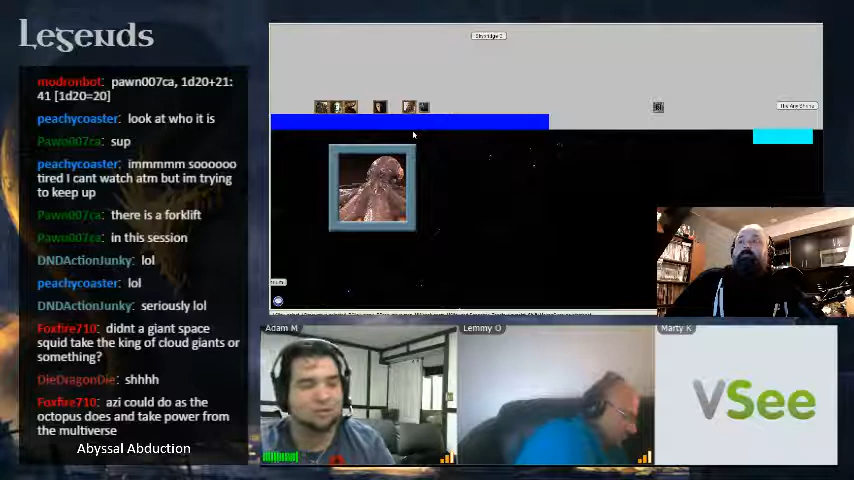 Legends
modronbot: pawn007ca, 1d20+21:
41 [1d20=20]
peachycoaster: look at who it is
Pawn007ca: sup
peachycoaster: immmmm soooooo
tired I cant watch atm but im trying
to keep up
Pawn007ca: there is a forklift
Pawn007ca: in this session
DNDActionJunky: lol
peachycoaster: lol
DNDActionJunky: seriously lol
Foxfire710: didnt a giant space
squid take the king of cloud giants or
something?
DieDragonDie: shhhh
Foxfire710: azi could do as the
octopus does and take power from
the multiverse
Abyssal Abduction
Adam M
Lemmy O
Marty K
VSee